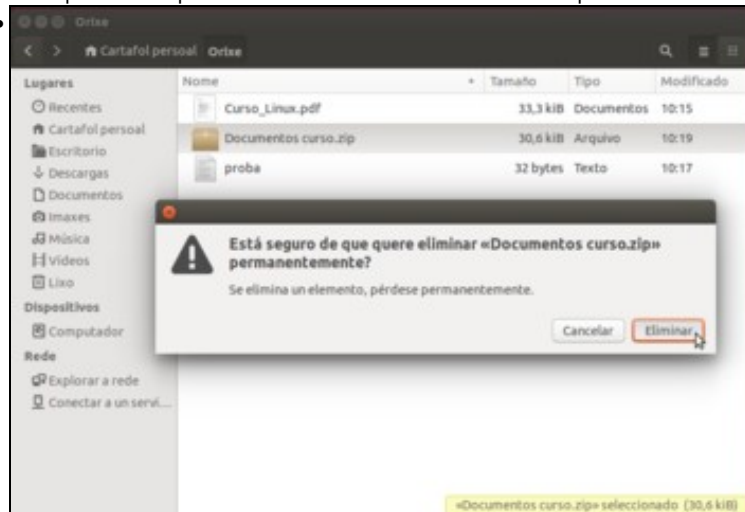 Orixe
Cartafol persoal Orixe
Lugares
Recentes
Cartafol persoal
Escritorio
Descargas
Documentos
Imaxes
Música
Vídeos
Lixo
Dispositivos
Computador
Rede
Explorar a rede
Conectar a un servi...
Nome Tamaño Tipo Modificado
Curso_Linux.pdf 33,3 kiB Documentos 10:15
Documentos curso.zip 30,6 kiB Arquivo 10:19
proba 32 bytes Texto 10:17
Está seguro de que quere eliminar «Documentos curso.zip»
permanentemente?
Se elimina un elemento, pérdese permanentemente.
Cancelar Eliminar
«Documentos curso.zip» seleccionado (30,6 kiB)